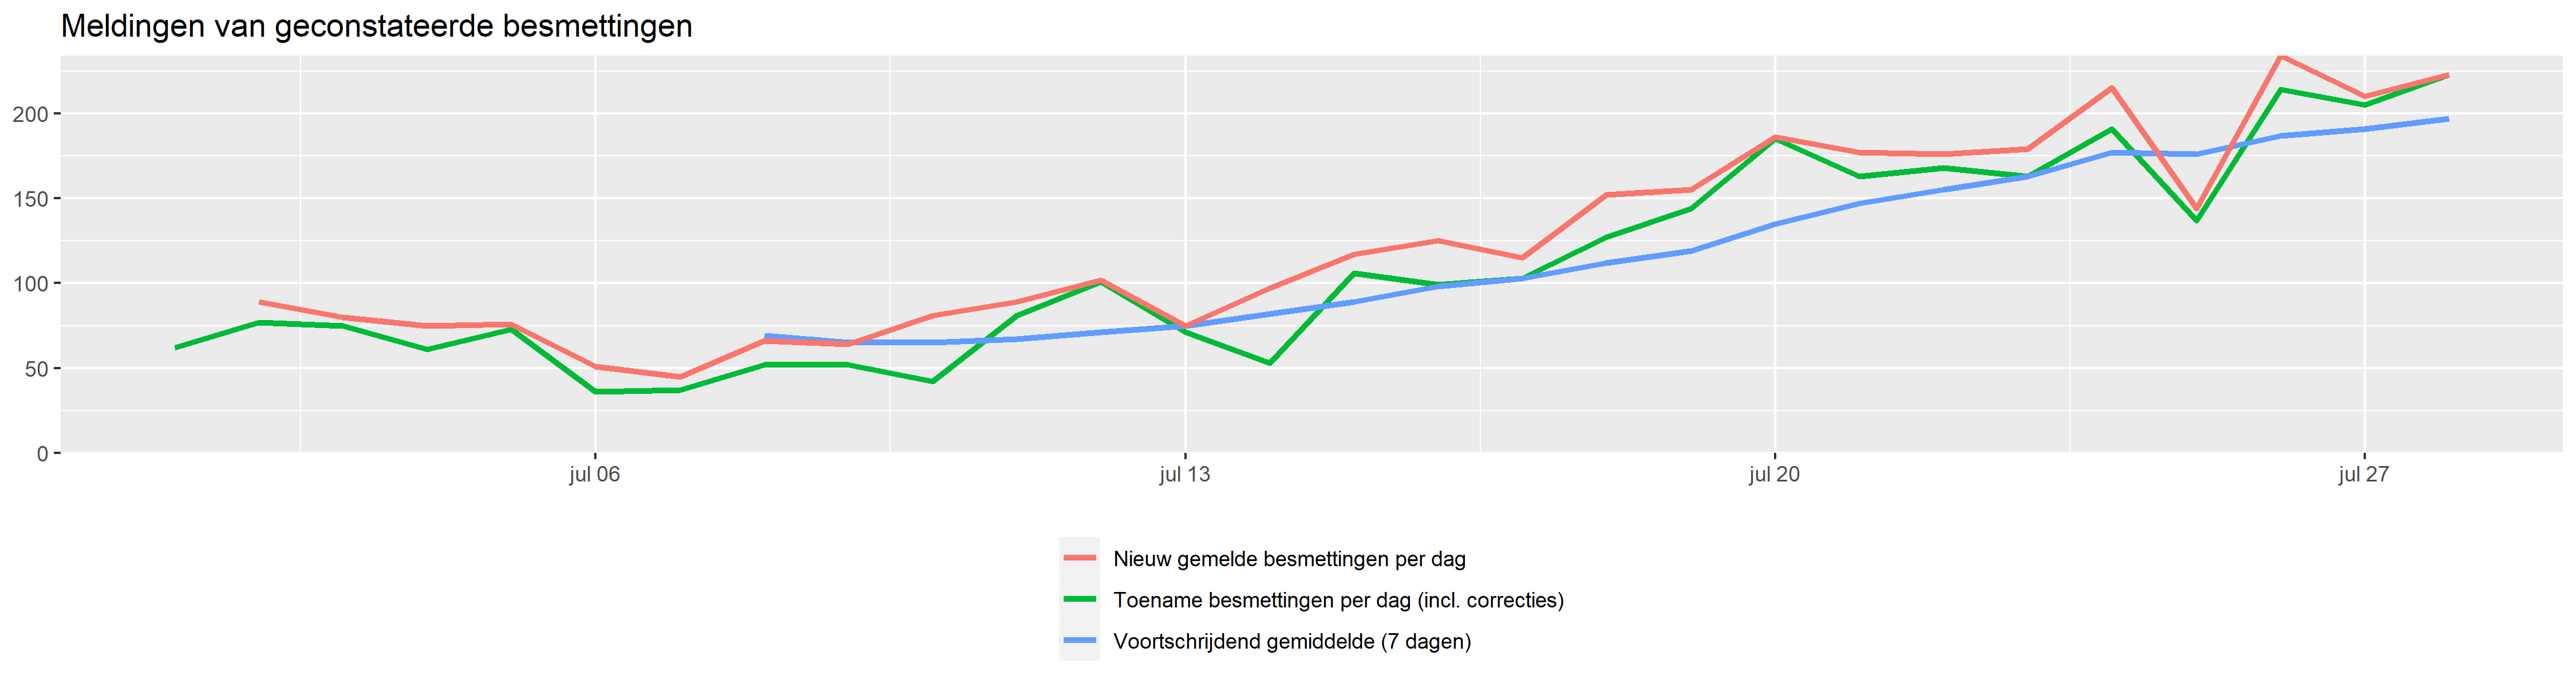 Meldingen van geconstateerde besmettingen
200
150
100
50
0
jul 06 jul 13 jul 20 jul 27
Nieuw gemelde besmettingen per dag
Toename besmettingen per dag (incl. correcties)
Voortschrijdend gemiddelde (7 dagen)